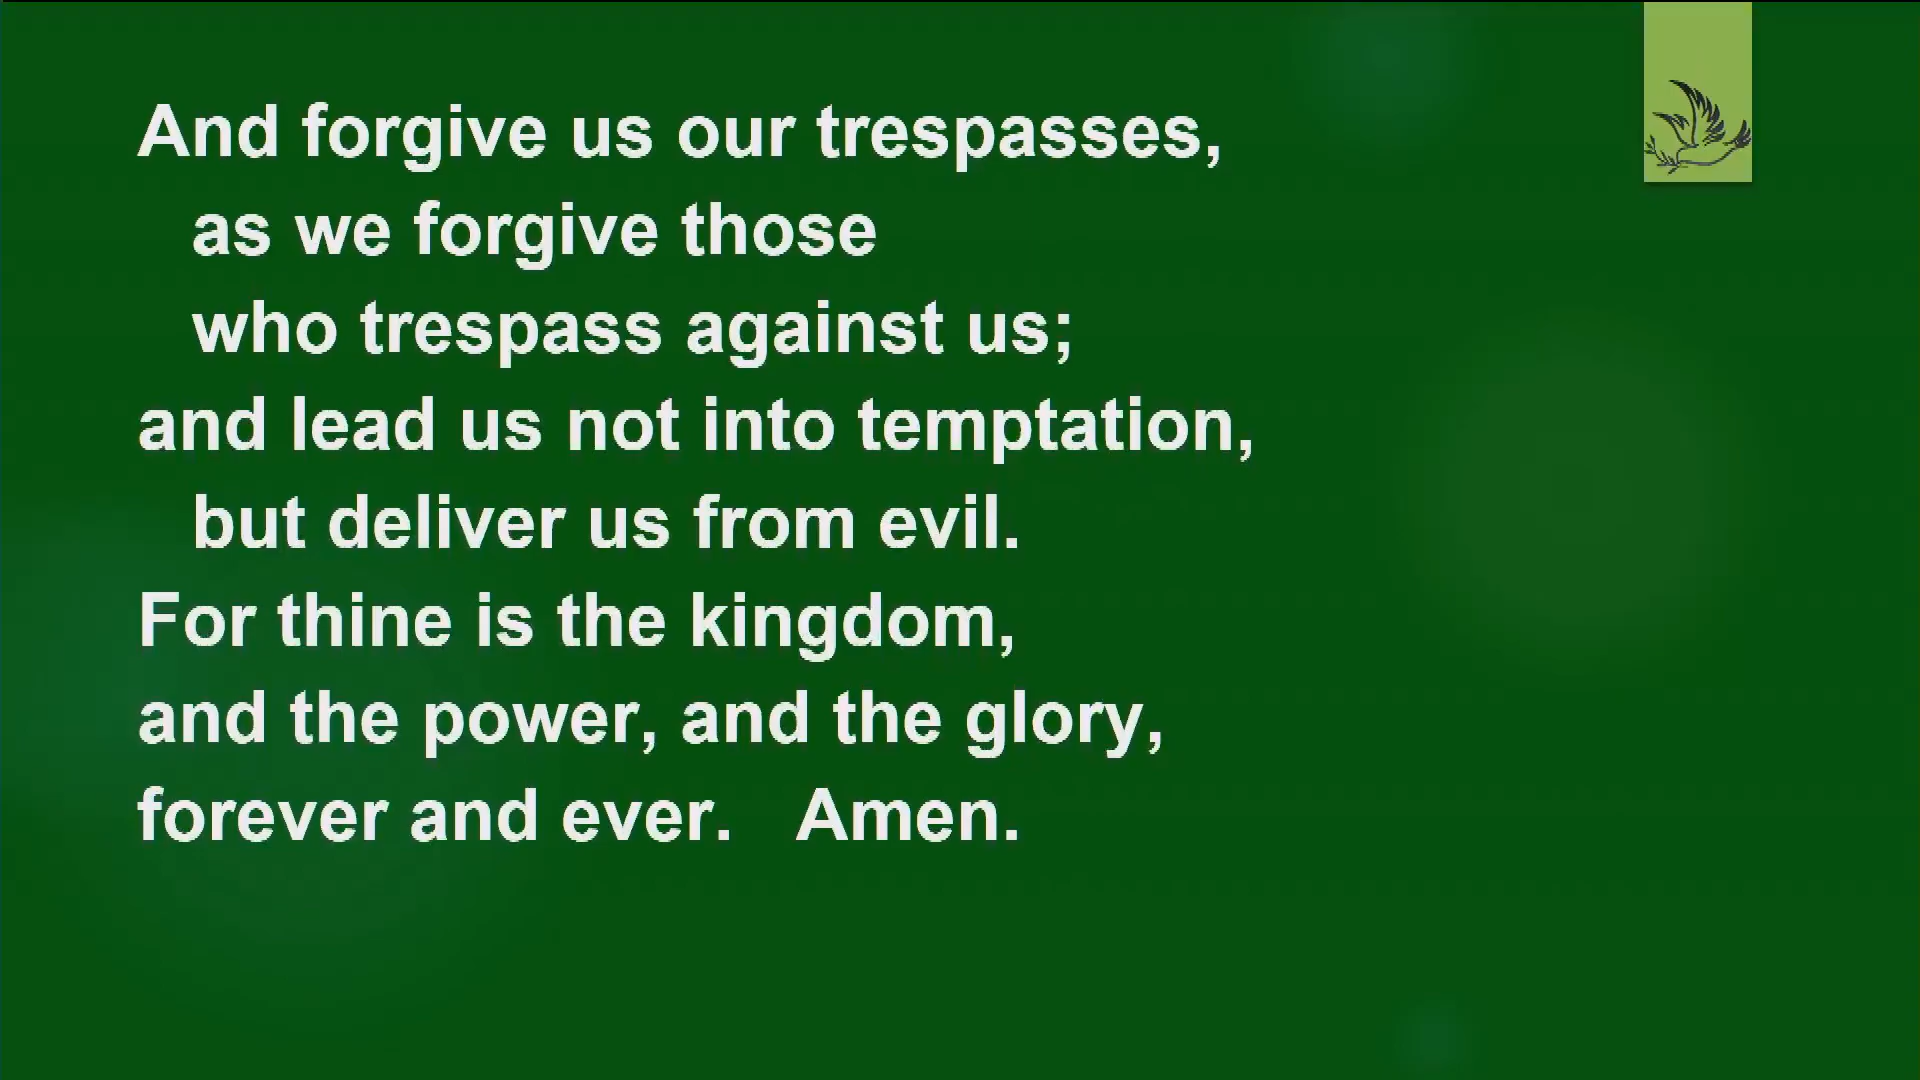 And forgive us our trespasses,
as we forgive those
who trespass against us;
and lead us not into temptation,
but deliver us from evil.
For thine is the kingdom,
and the power, and the glory,
forever and ever. Amen.